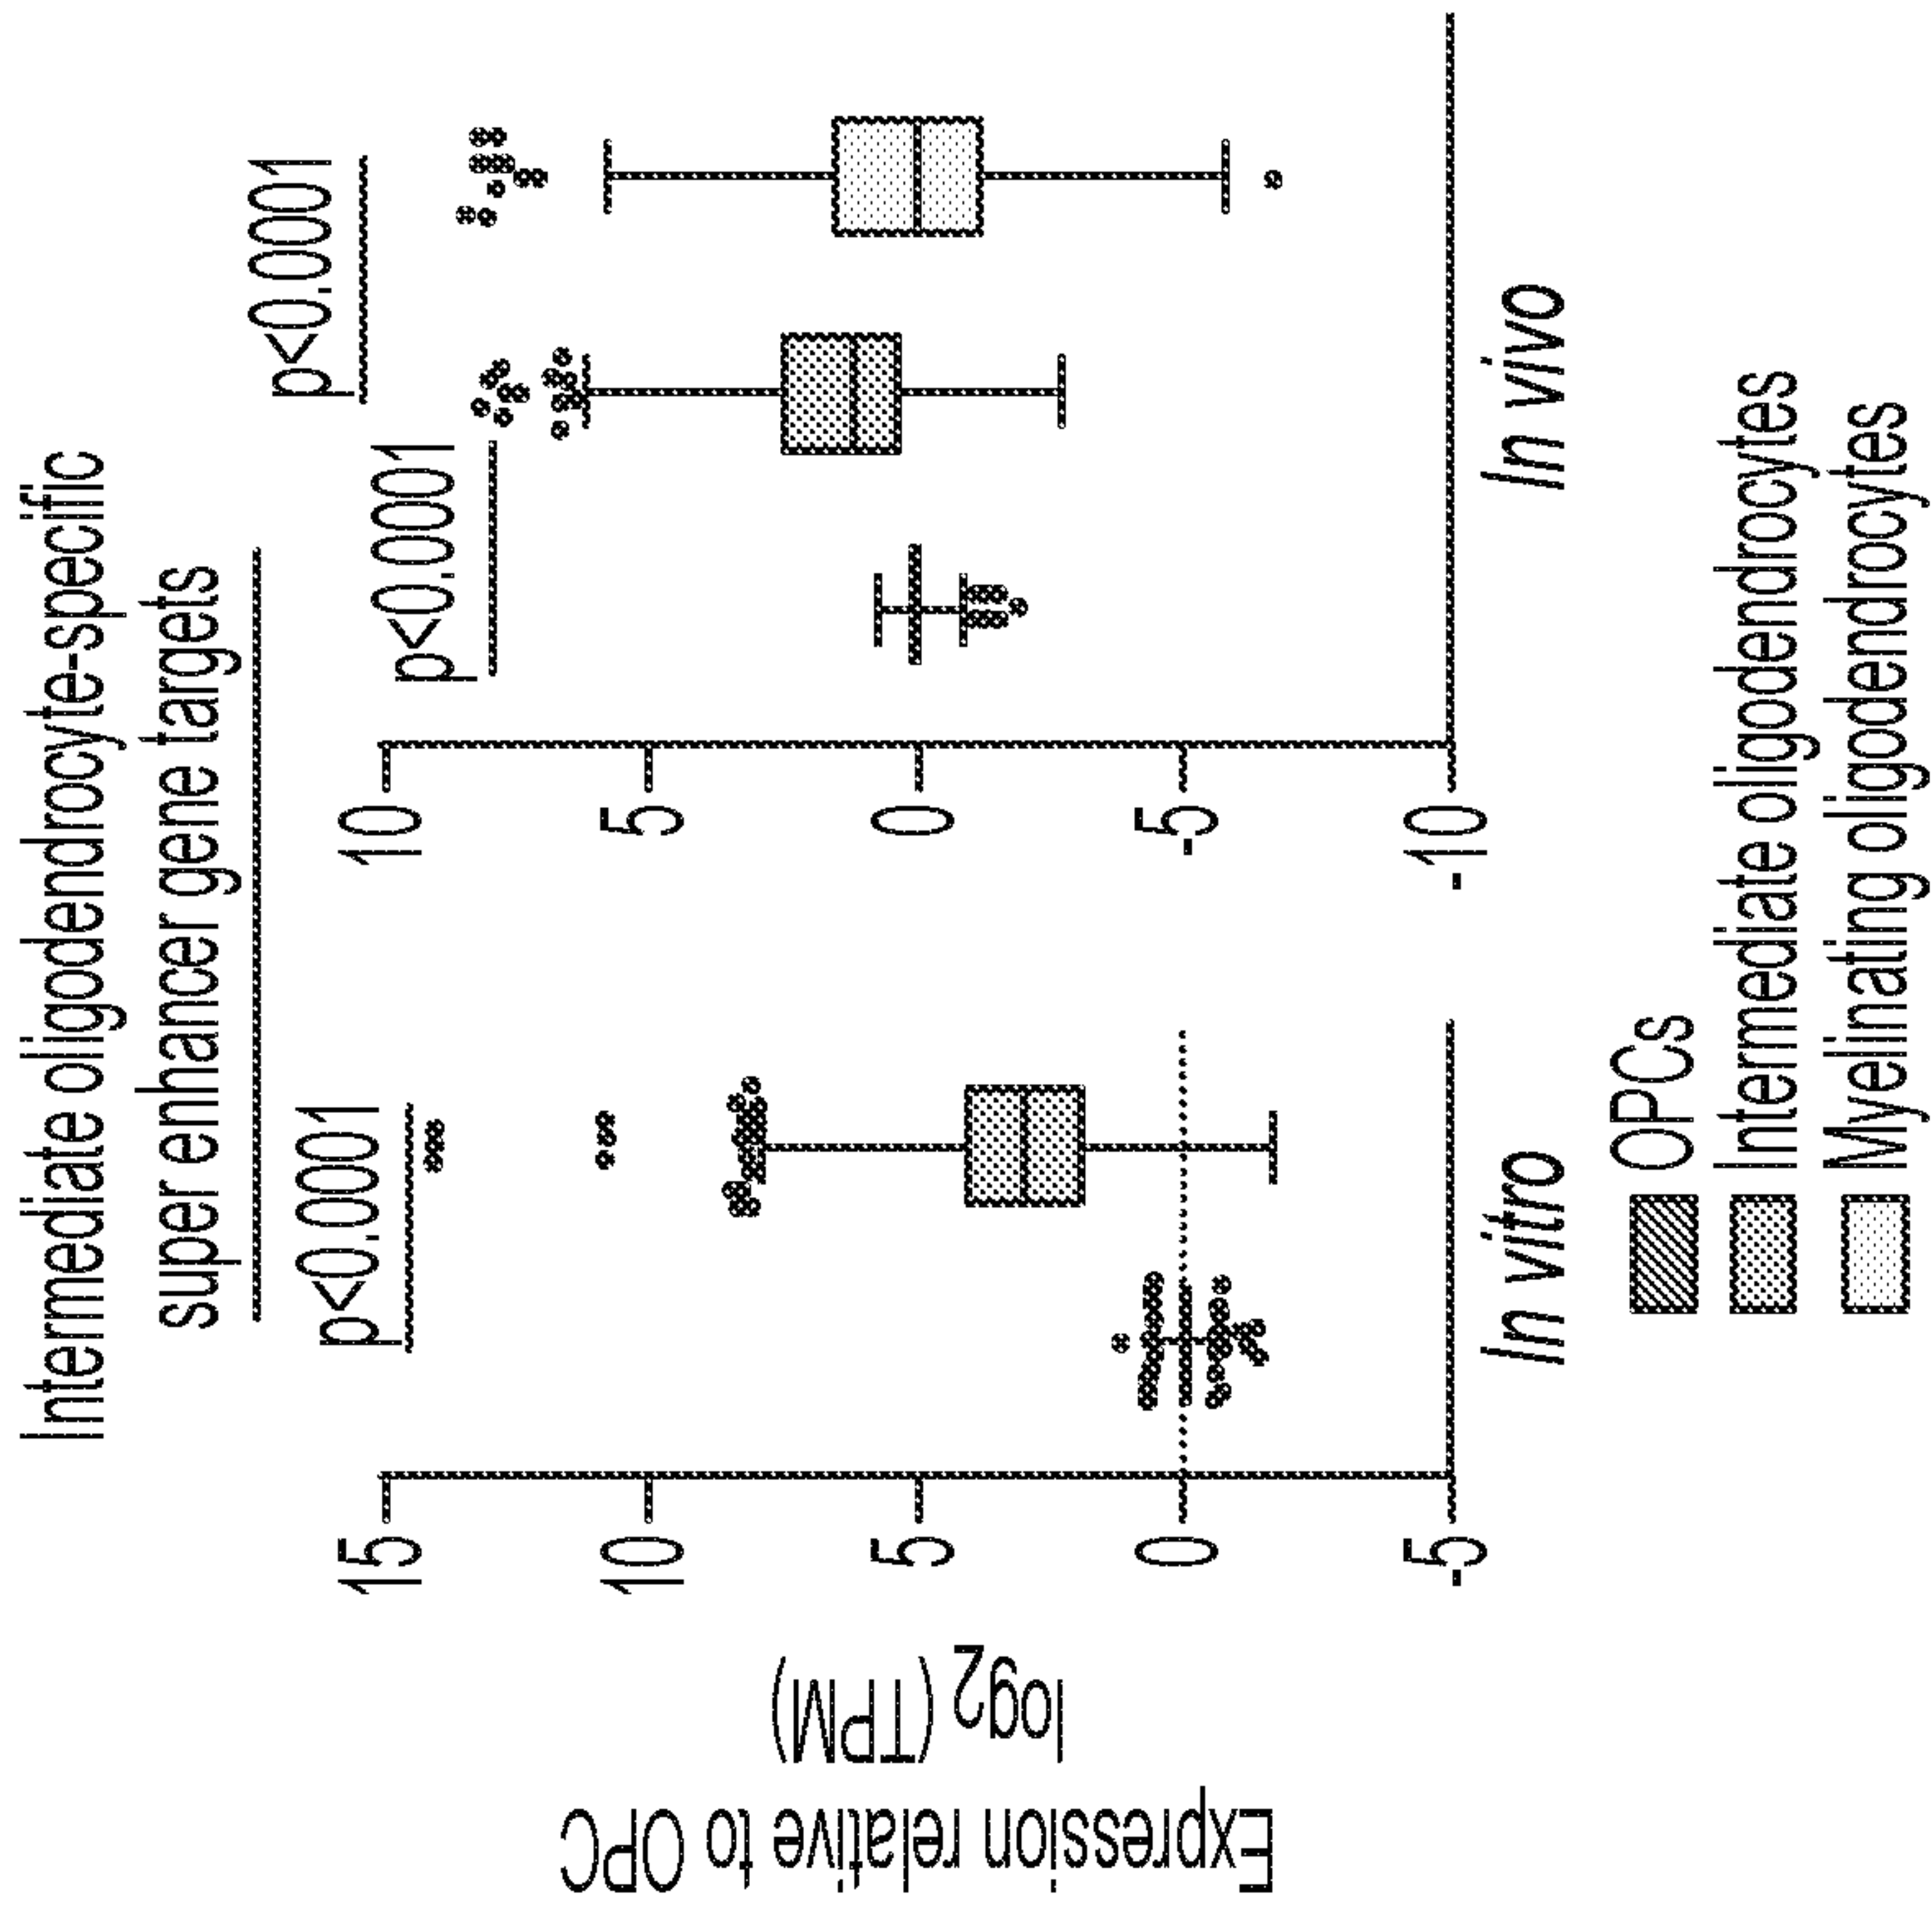 Intermediate oligodendrocyte-specific
super enhancer gene targets
Expression relative to OPC
log2 (TPM)
p<0.0001
15
10
5
0
-5
In vitro
p<0.0001
p<0.0001
10
5
0
-5
-10
In vivo
OPCs
Intermediate oligodendrocytes
Myelinating oligodendrocytes